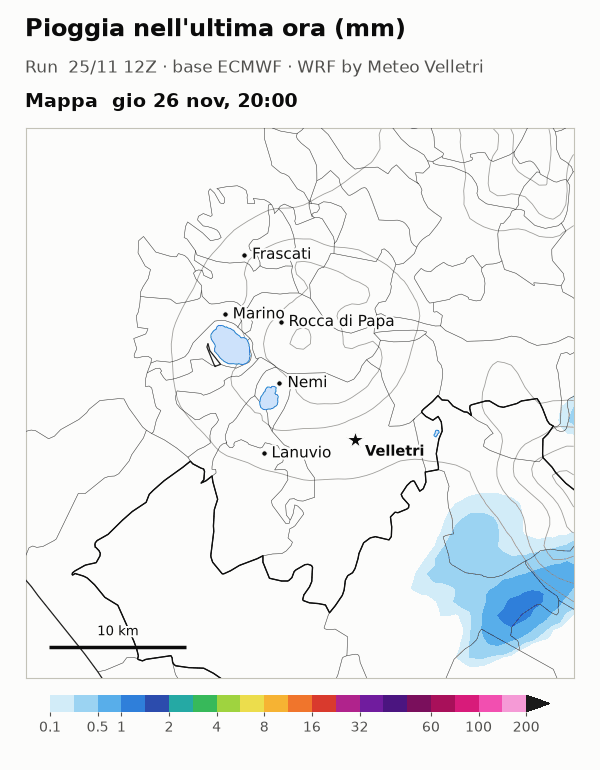 Pioggia nell'ultima ora (mm)
Run  25/11 12Z · base ECMWF · WRF by Meteo Velletri
Mappa  gio 26 nov, 20:00
Frascati
Marino
Rocca di Papa
Nemi
Velletri
Lanuvio
10 km
0.1 0.5 1 2 4 8 16 32 60 100 200